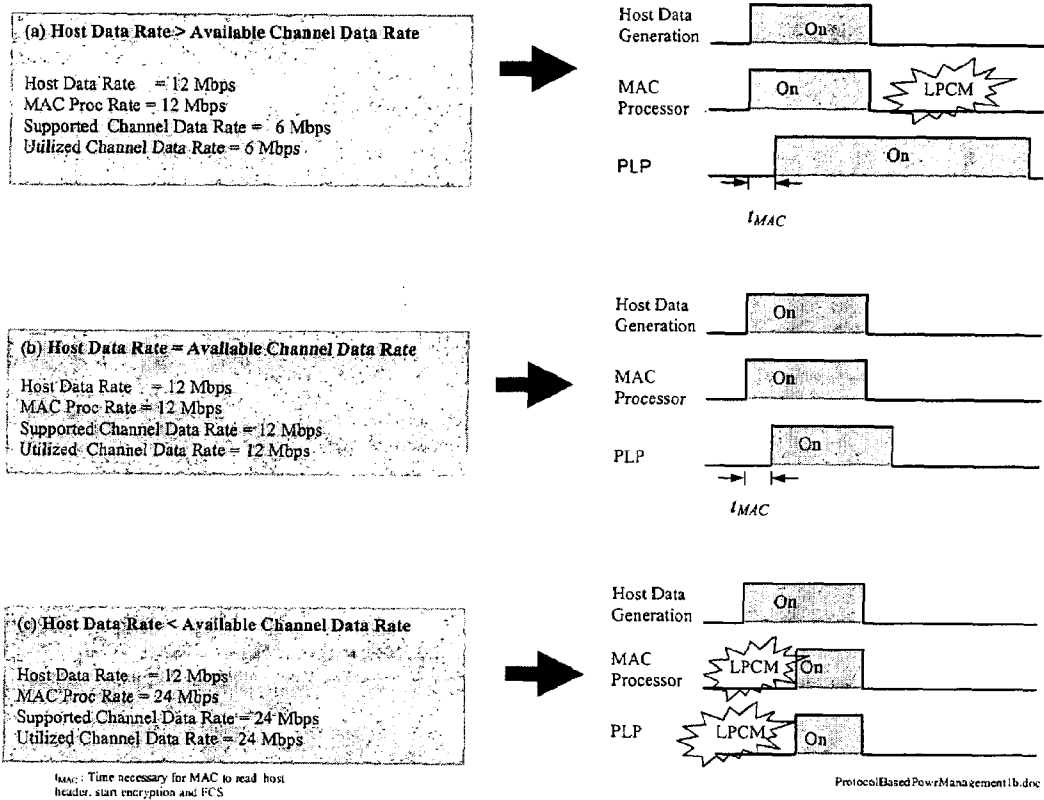 (a) Host Data Rate > Available Channel Data Rate
Host Data Rate = 12 Mbps
MAC Proc Rate = 12 Mbps
Supported Channel Data Rate = 6 Mbps
Utilized Channel Data Rate = 6 Mbps
Host Data
Generation
On
MAC
Processor
On
LPCM
PLP
On
tMAC
(b) Host Data Rate = Available Channel Data Rate
Host Data Rate = 12 Mbps
MAC Proc Rate = 12 Mbps
Supported Channel Data Rate = 12 Mbps
Utilized Channel Data Rate = 12 Mbps
Host Data
Generation
On
MAC
Processor
On
PLP
On
tMAC
(c) Host Data Rate < Available Channel Data Rate
Host Data Rate = 12 Mbps
MAC Proc Rate = 24 Mbps
Supported Channel Data Rate = 24 Mbps
Utilized Channel Data Rate = 24 Mbps
Host Data
Generation
On
MAC
Processor
LPCM
On
PLP
LPCM
On
tMAC : Time necessary for MAC to read host
header, start encryption and FCS
ProtocolBasedPowrManagement1b.doc